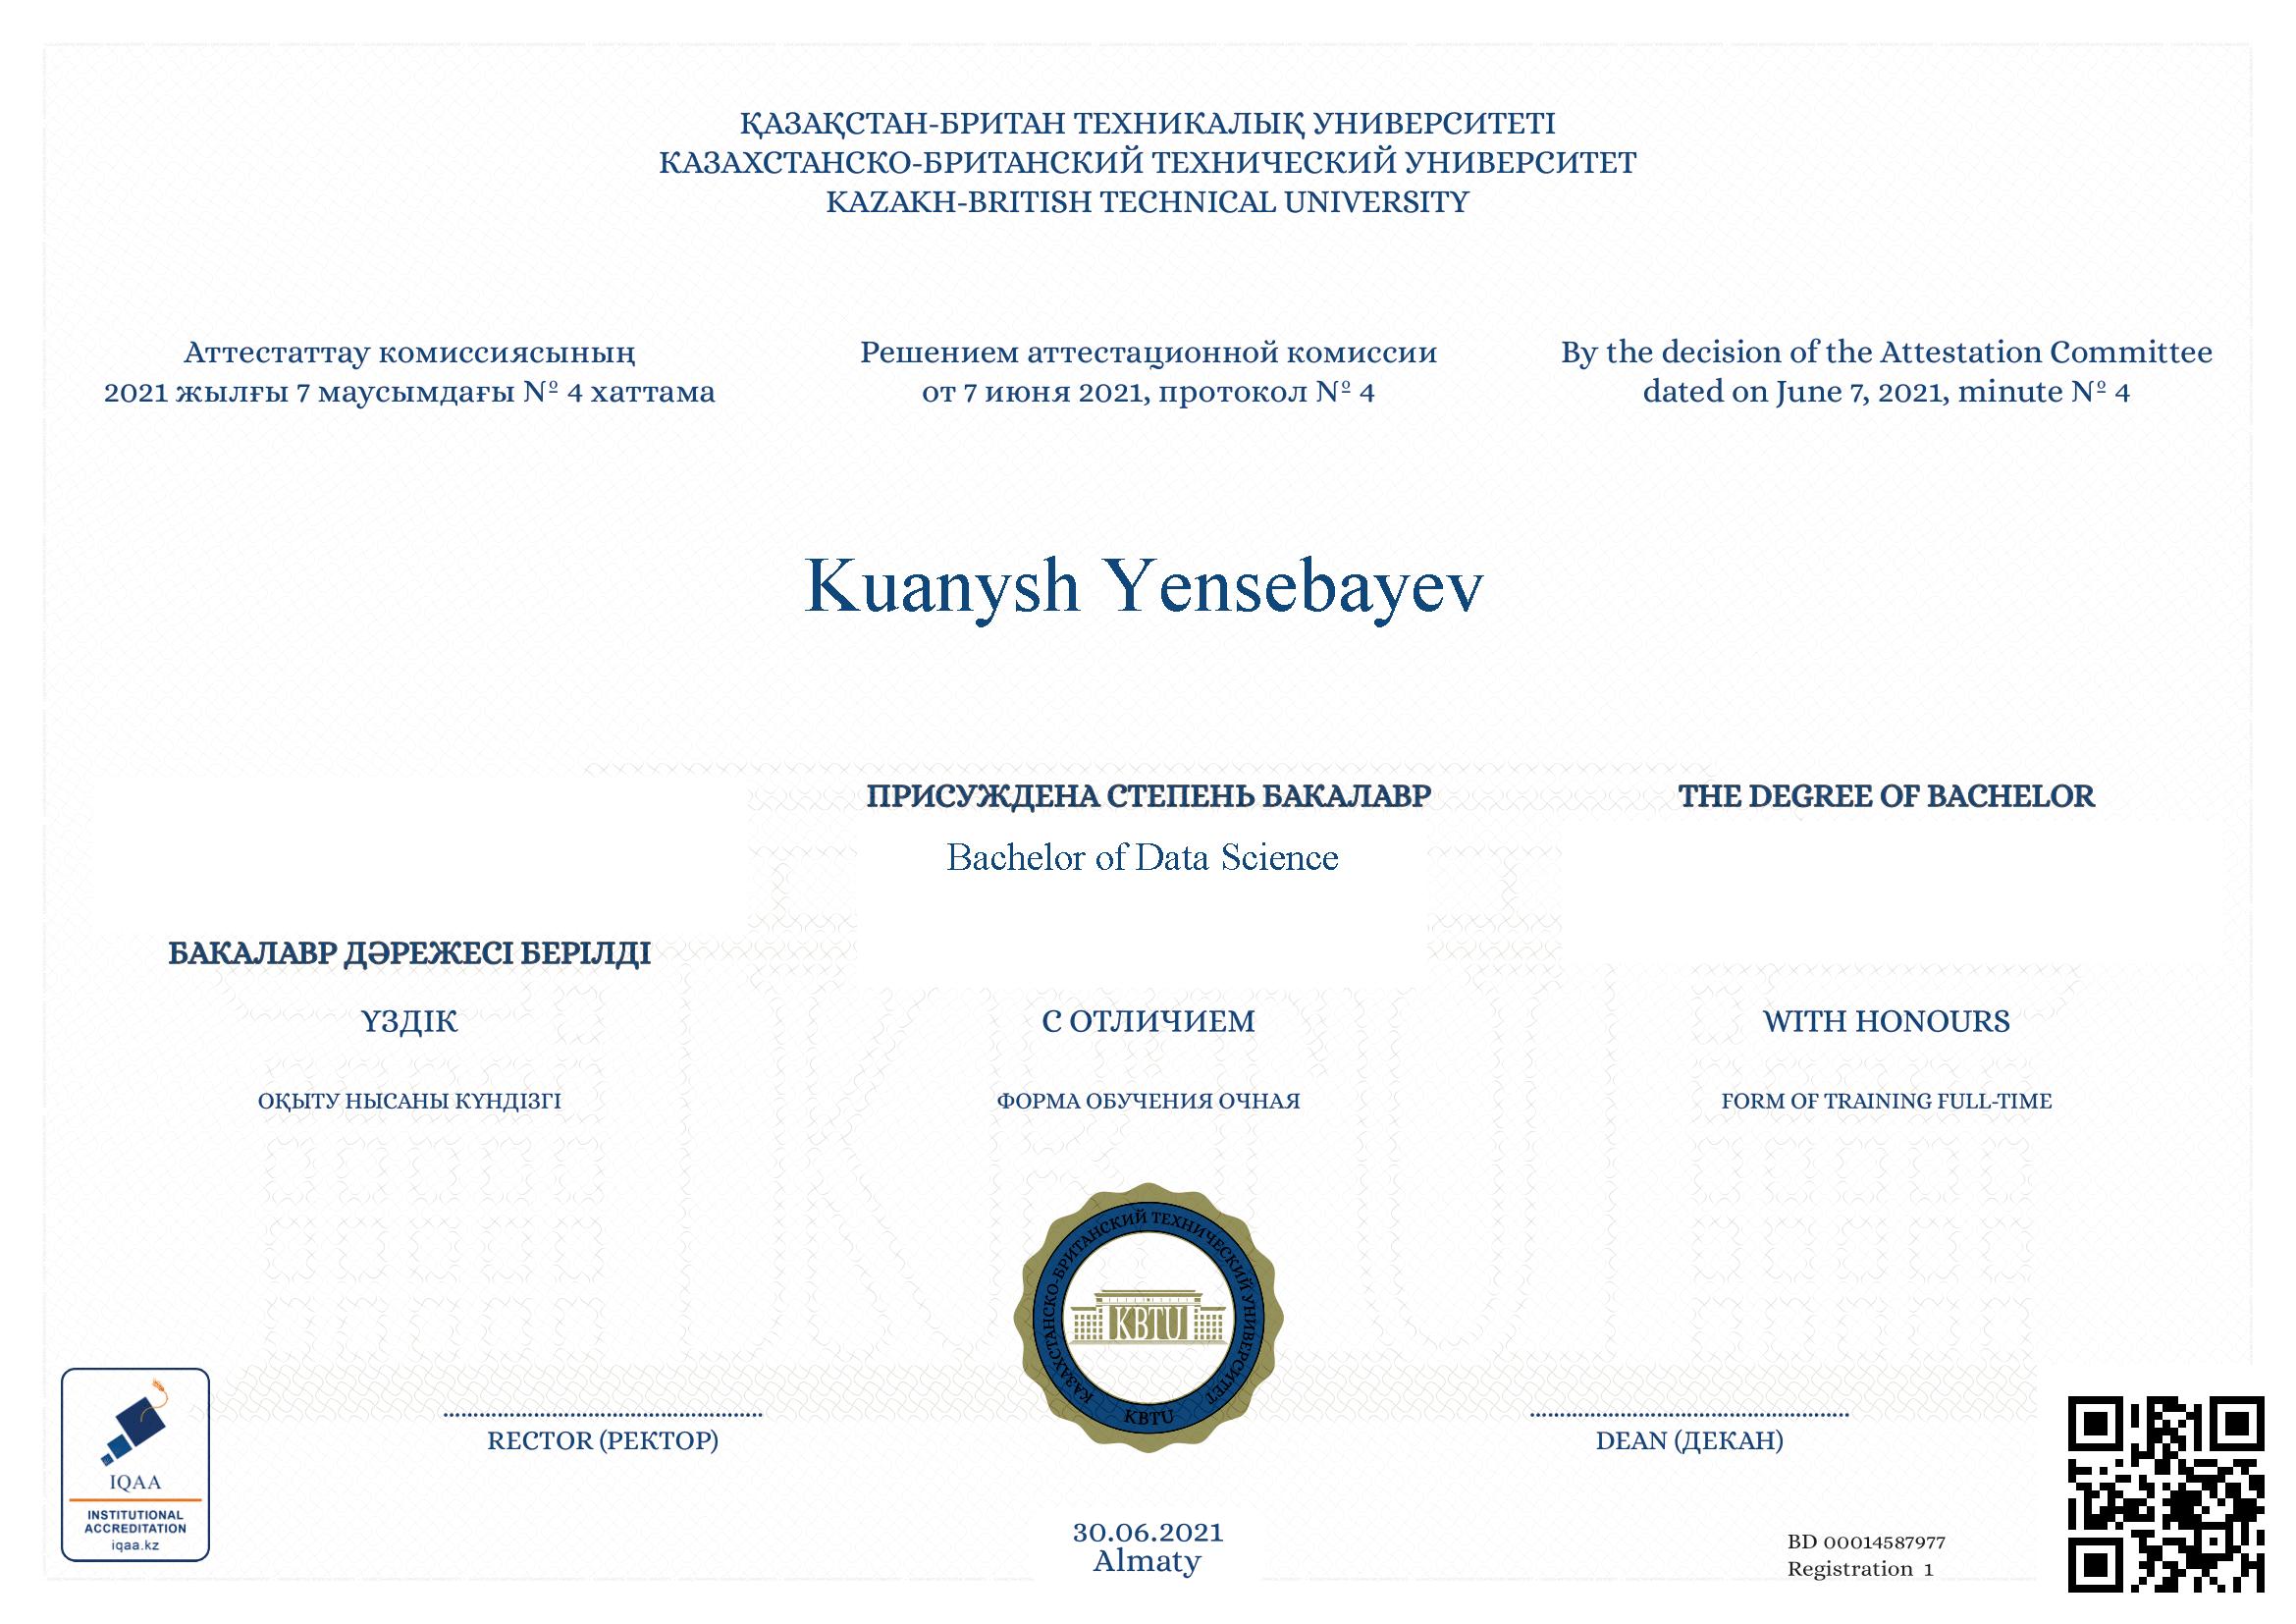 ҚАЗАҚСТАН-БРИТАН ТЕХНИКАЛЫҚ УНИВЕРСИТЕТІ
КАЗАХСТАНСКО-БРИТАНСКИЙ ТЕХНИЧЕСКИЙ УНИВЕРСИТЕТ
KAZAKH-BRITISH TECHNICAL UNIVERSITY
Аттестаттау комиссиясының
2021 жылғы 7 маусымдағы № 4 хаттама
Решением аттестационной комиссии
от 7 июня 2021, протокол № 4
By the decision of the Attestation Committee
dated on June 7, 2021, minute № 4
Kuanysh Yensebayev
ПРИСУЖДЕНА СТЕПЕНЬ БАКАЛАВР
THE DEGREE OF BACHELOR
Bachelor of Data Science
БАКАЛАВР ДӘРЕЖЕСІ БЕРІЛДІ
ҮЗДІК
С ОТЛИЧИЕМ
WITH HONOURS
ОҚЫТУ НЫСАНЫ КҮНДІЗГІ
ФОРМА ОБУЧЕНИЯ ОЧНАЯ
FORM OF TRAINING FULL-TIME
КАЗАХСТАНСКО-БРИТАНСКИЙ ТЕХНИЧЕСКИЙ УНИВЕРСИТЕТ
KBTU
KBTU
IQAA
INSTITUTIONAL
ACCREDITATION
iqaa.kz
RECTOR (РЕКТОР)
DEAN (ДЕКАН)
30.06.2021
Almaty
BD 00014587977
Registration 1